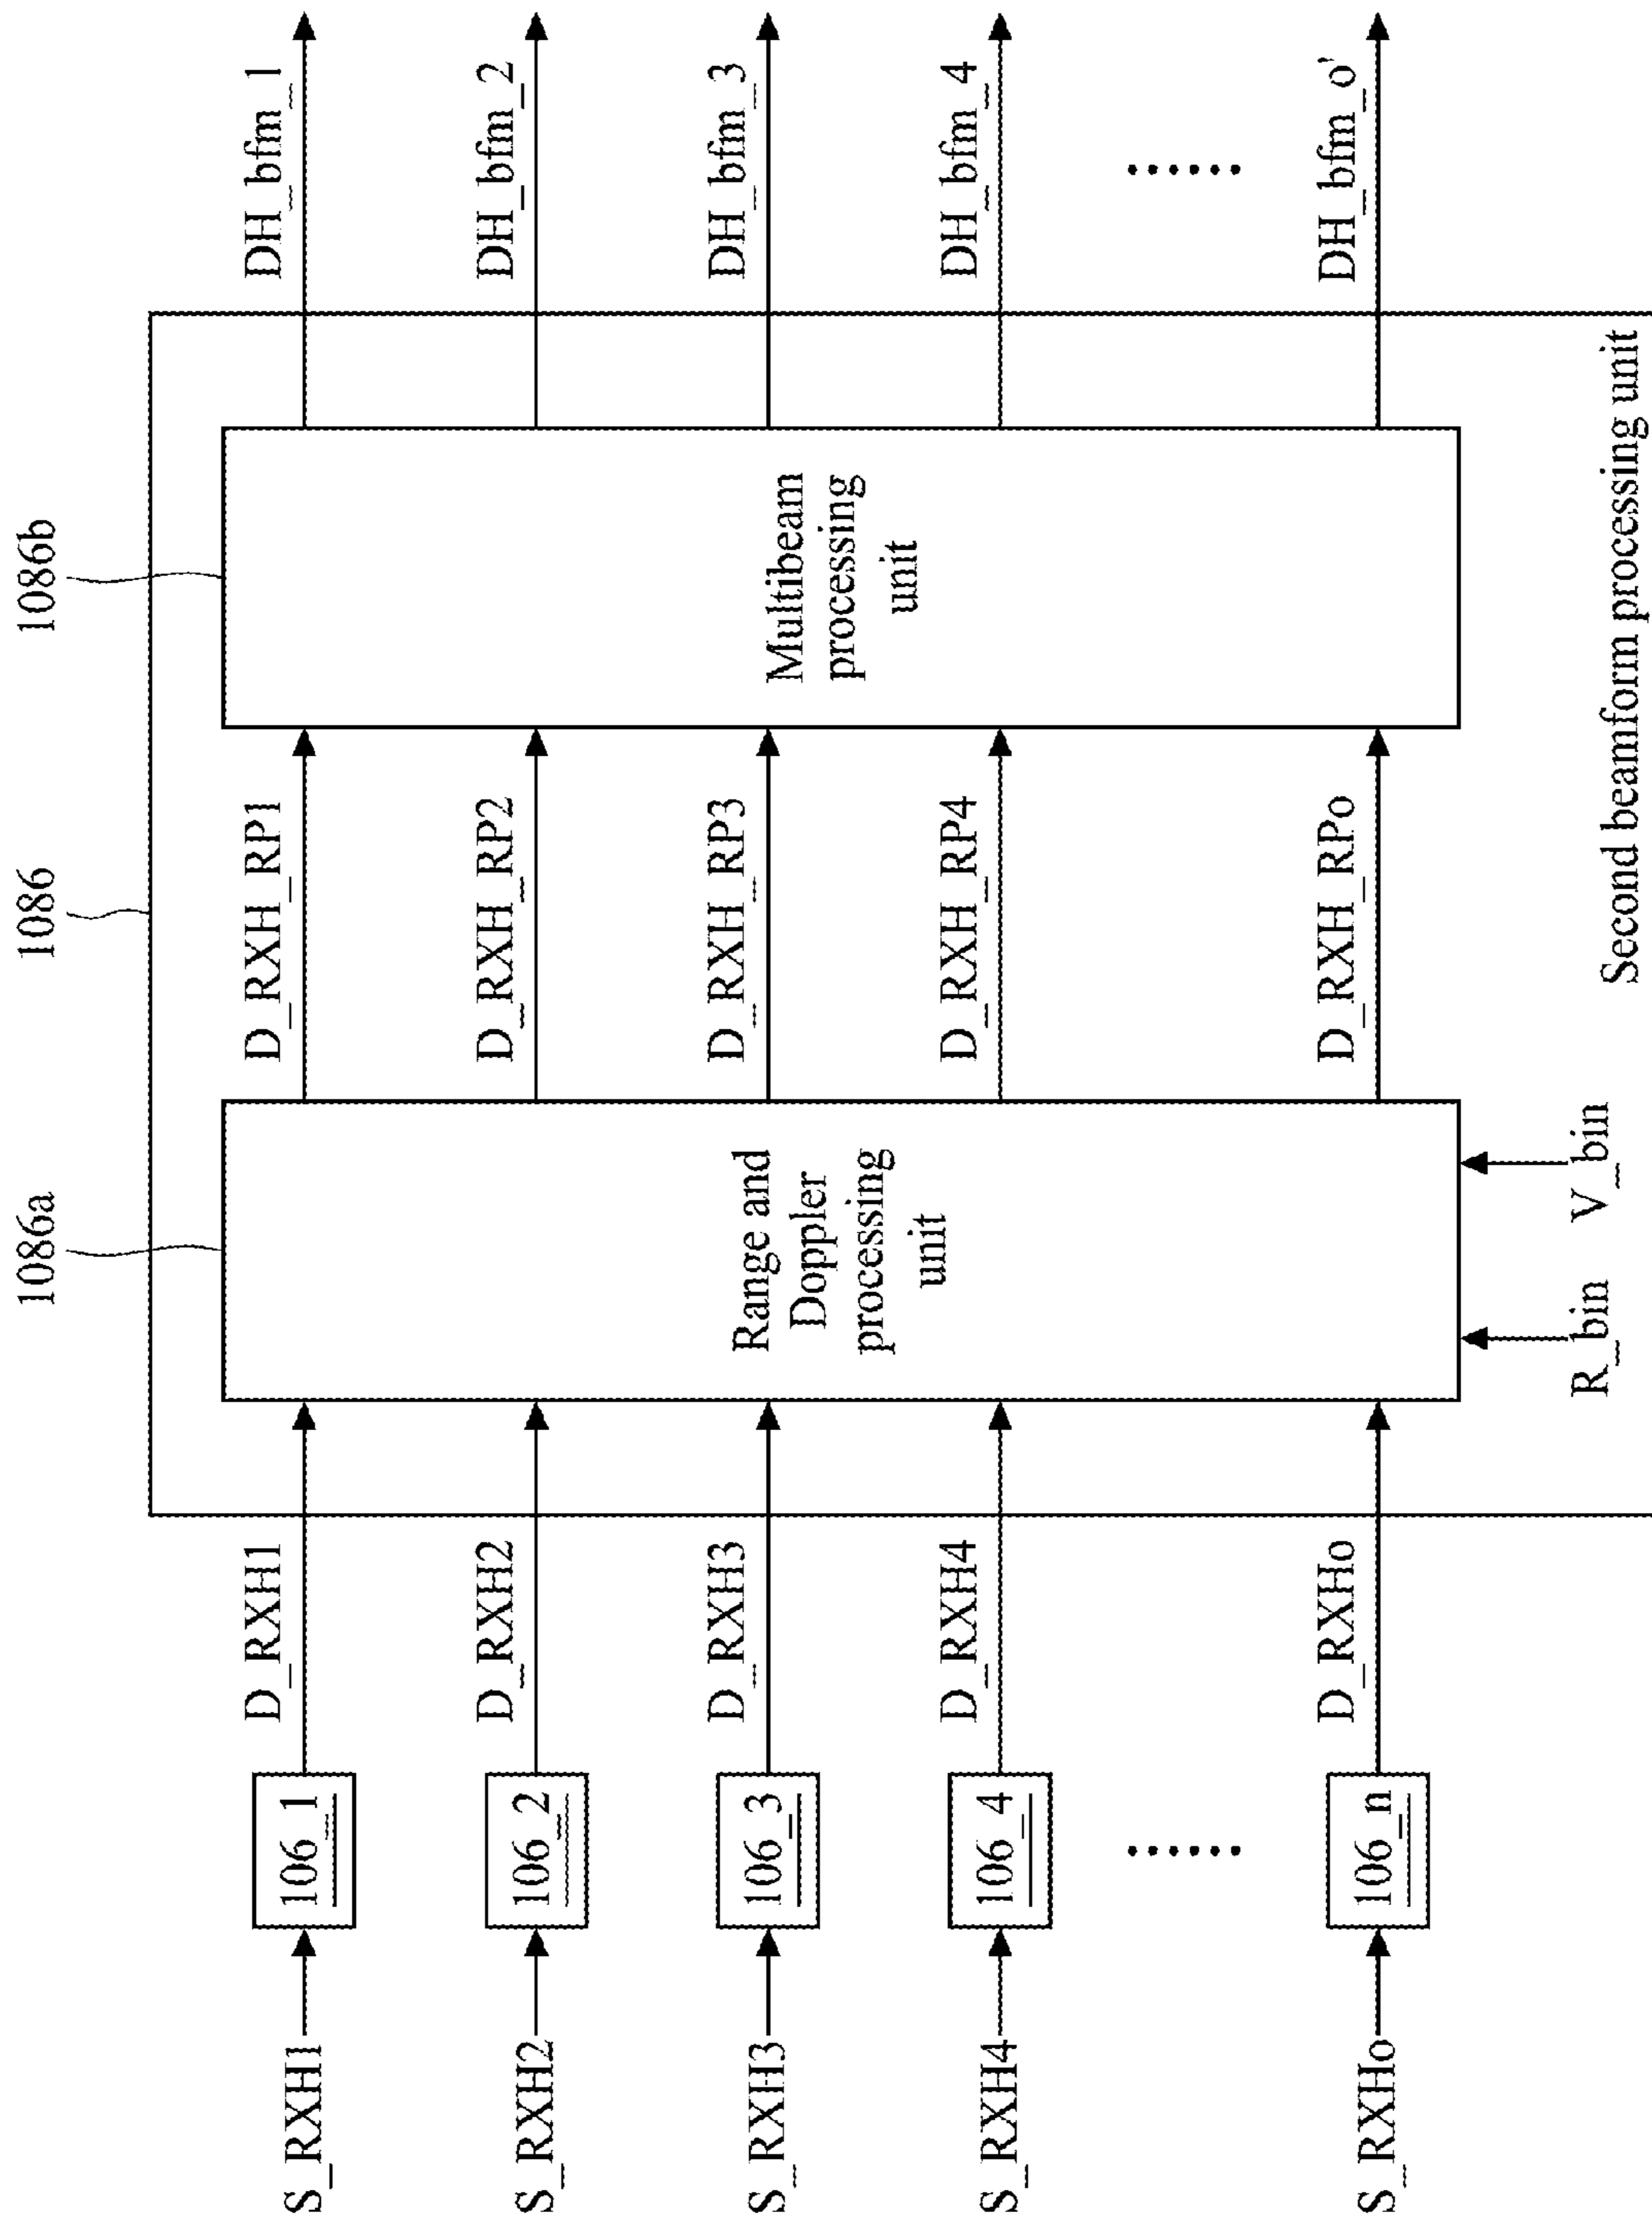 1086a
1086
1086b
S_RXH1
106_1
D_RXH1
D_RXH_RP1
DH_bfm_1
S_RXH2
106_2
D_RXH2
D_RXH_RP2
DH_bfm_2
S_RXH3
106_3
D_RXH3
D_RXH_RP3
DH_bfm_3
S_RXH4
106_4
D_RXH4
D_RXH_RP4
DH_bfm_4
......
......
S_RXHo
106_n
D_RXHo
D_RXH_RPo
DH_bfm_o'
Range and
Doppler
processing
unit
Multibeam
processing
unit
R_bin
V_bin
Second beamform processing unit